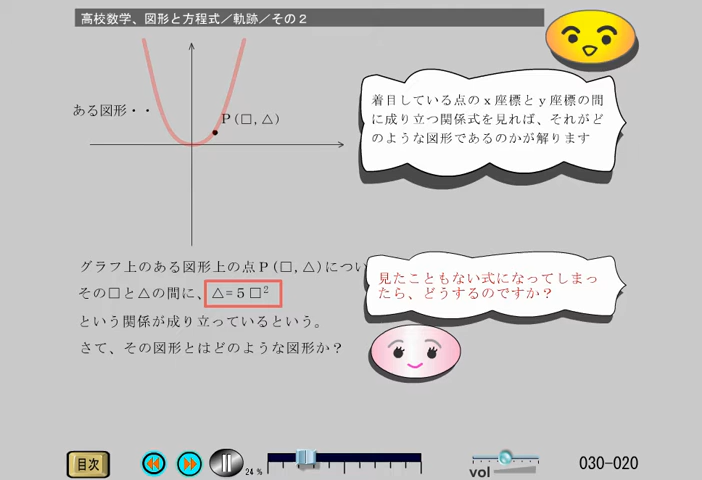 高校数学、図形と方程式／軌跡／その２
ある図形・・
P(□,△)
着目している点のｘ座標とｙ座標の間
に成り立つ関係式を見れば、それがど
のような図形であるのかが解ります
グラフ上のある図形上の点P(□,△)につい
その□と△の間に、△=５□²
という関係が成り立っているという。
さて、その図形とはどのような図形か？
見たこともない式になってしまっ
たら、どうするのですか？
目次
24 %
vol
030-020